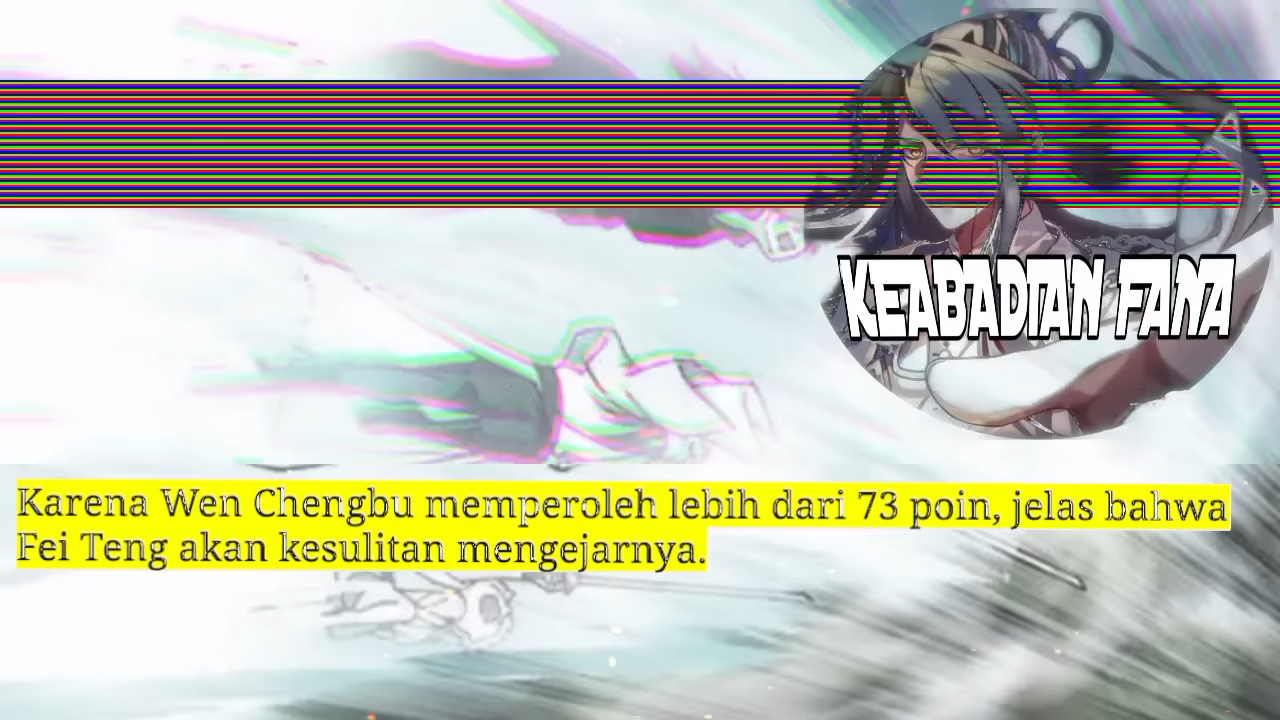 KEABADIAN FANA
Karena Wen Chengbu memperoleh lebih dari 73 poin, jelas bahwa
Fei Teng akan kesulitan mengejarnya.